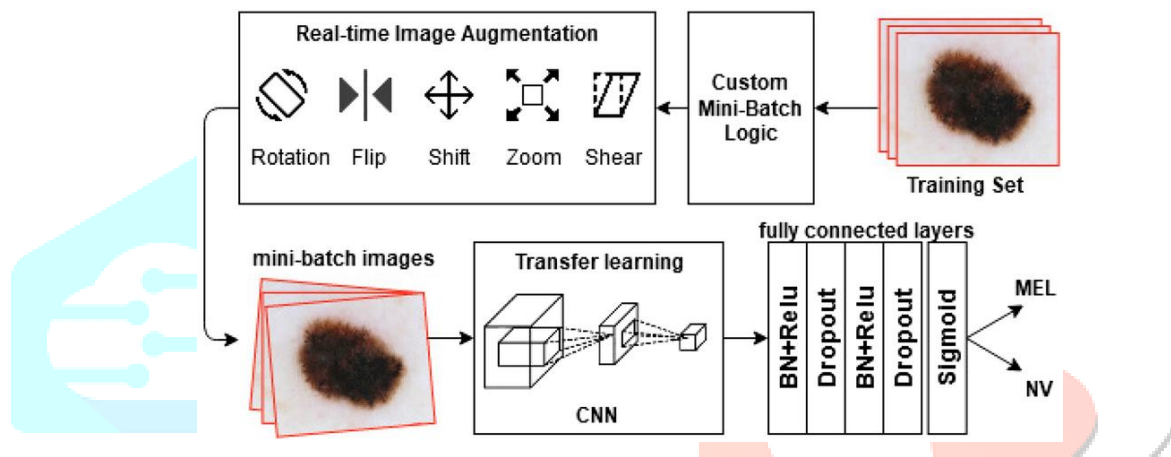 Real-time Image Augmentation
Rotation Flip Shift Zoom Shear
Custom
Mini-Batch
Logic
Training Set
mini-batch images
Transfer learning
CNN
fully connected layers
BN+Relu
Dropout
BN+Relu
Dropout
Sigmoid
MEL
NV